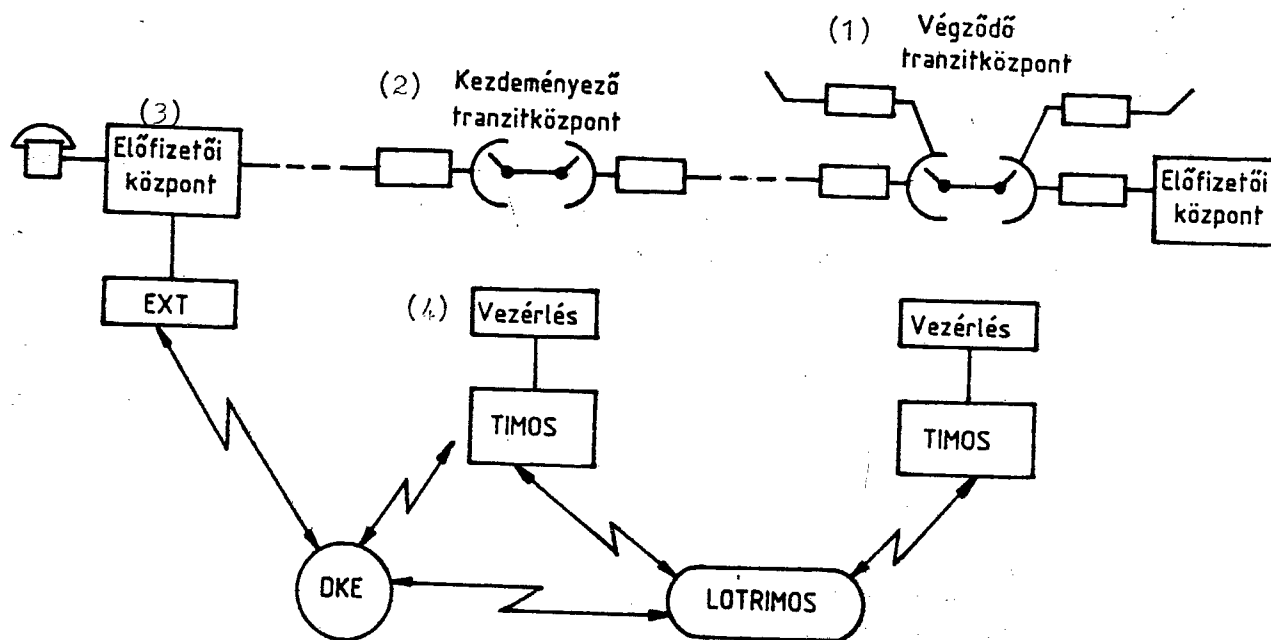 (1)
Végződő
tranzitközpont
(2)
Kezdeményező
tranzitközpont
(3)
Előfizetői
központ
Előfizetői
központ
EXT
(4)
Vezérlés
Vezérlés
TIMOS
TIMOS
DKE
LOTRIMOS